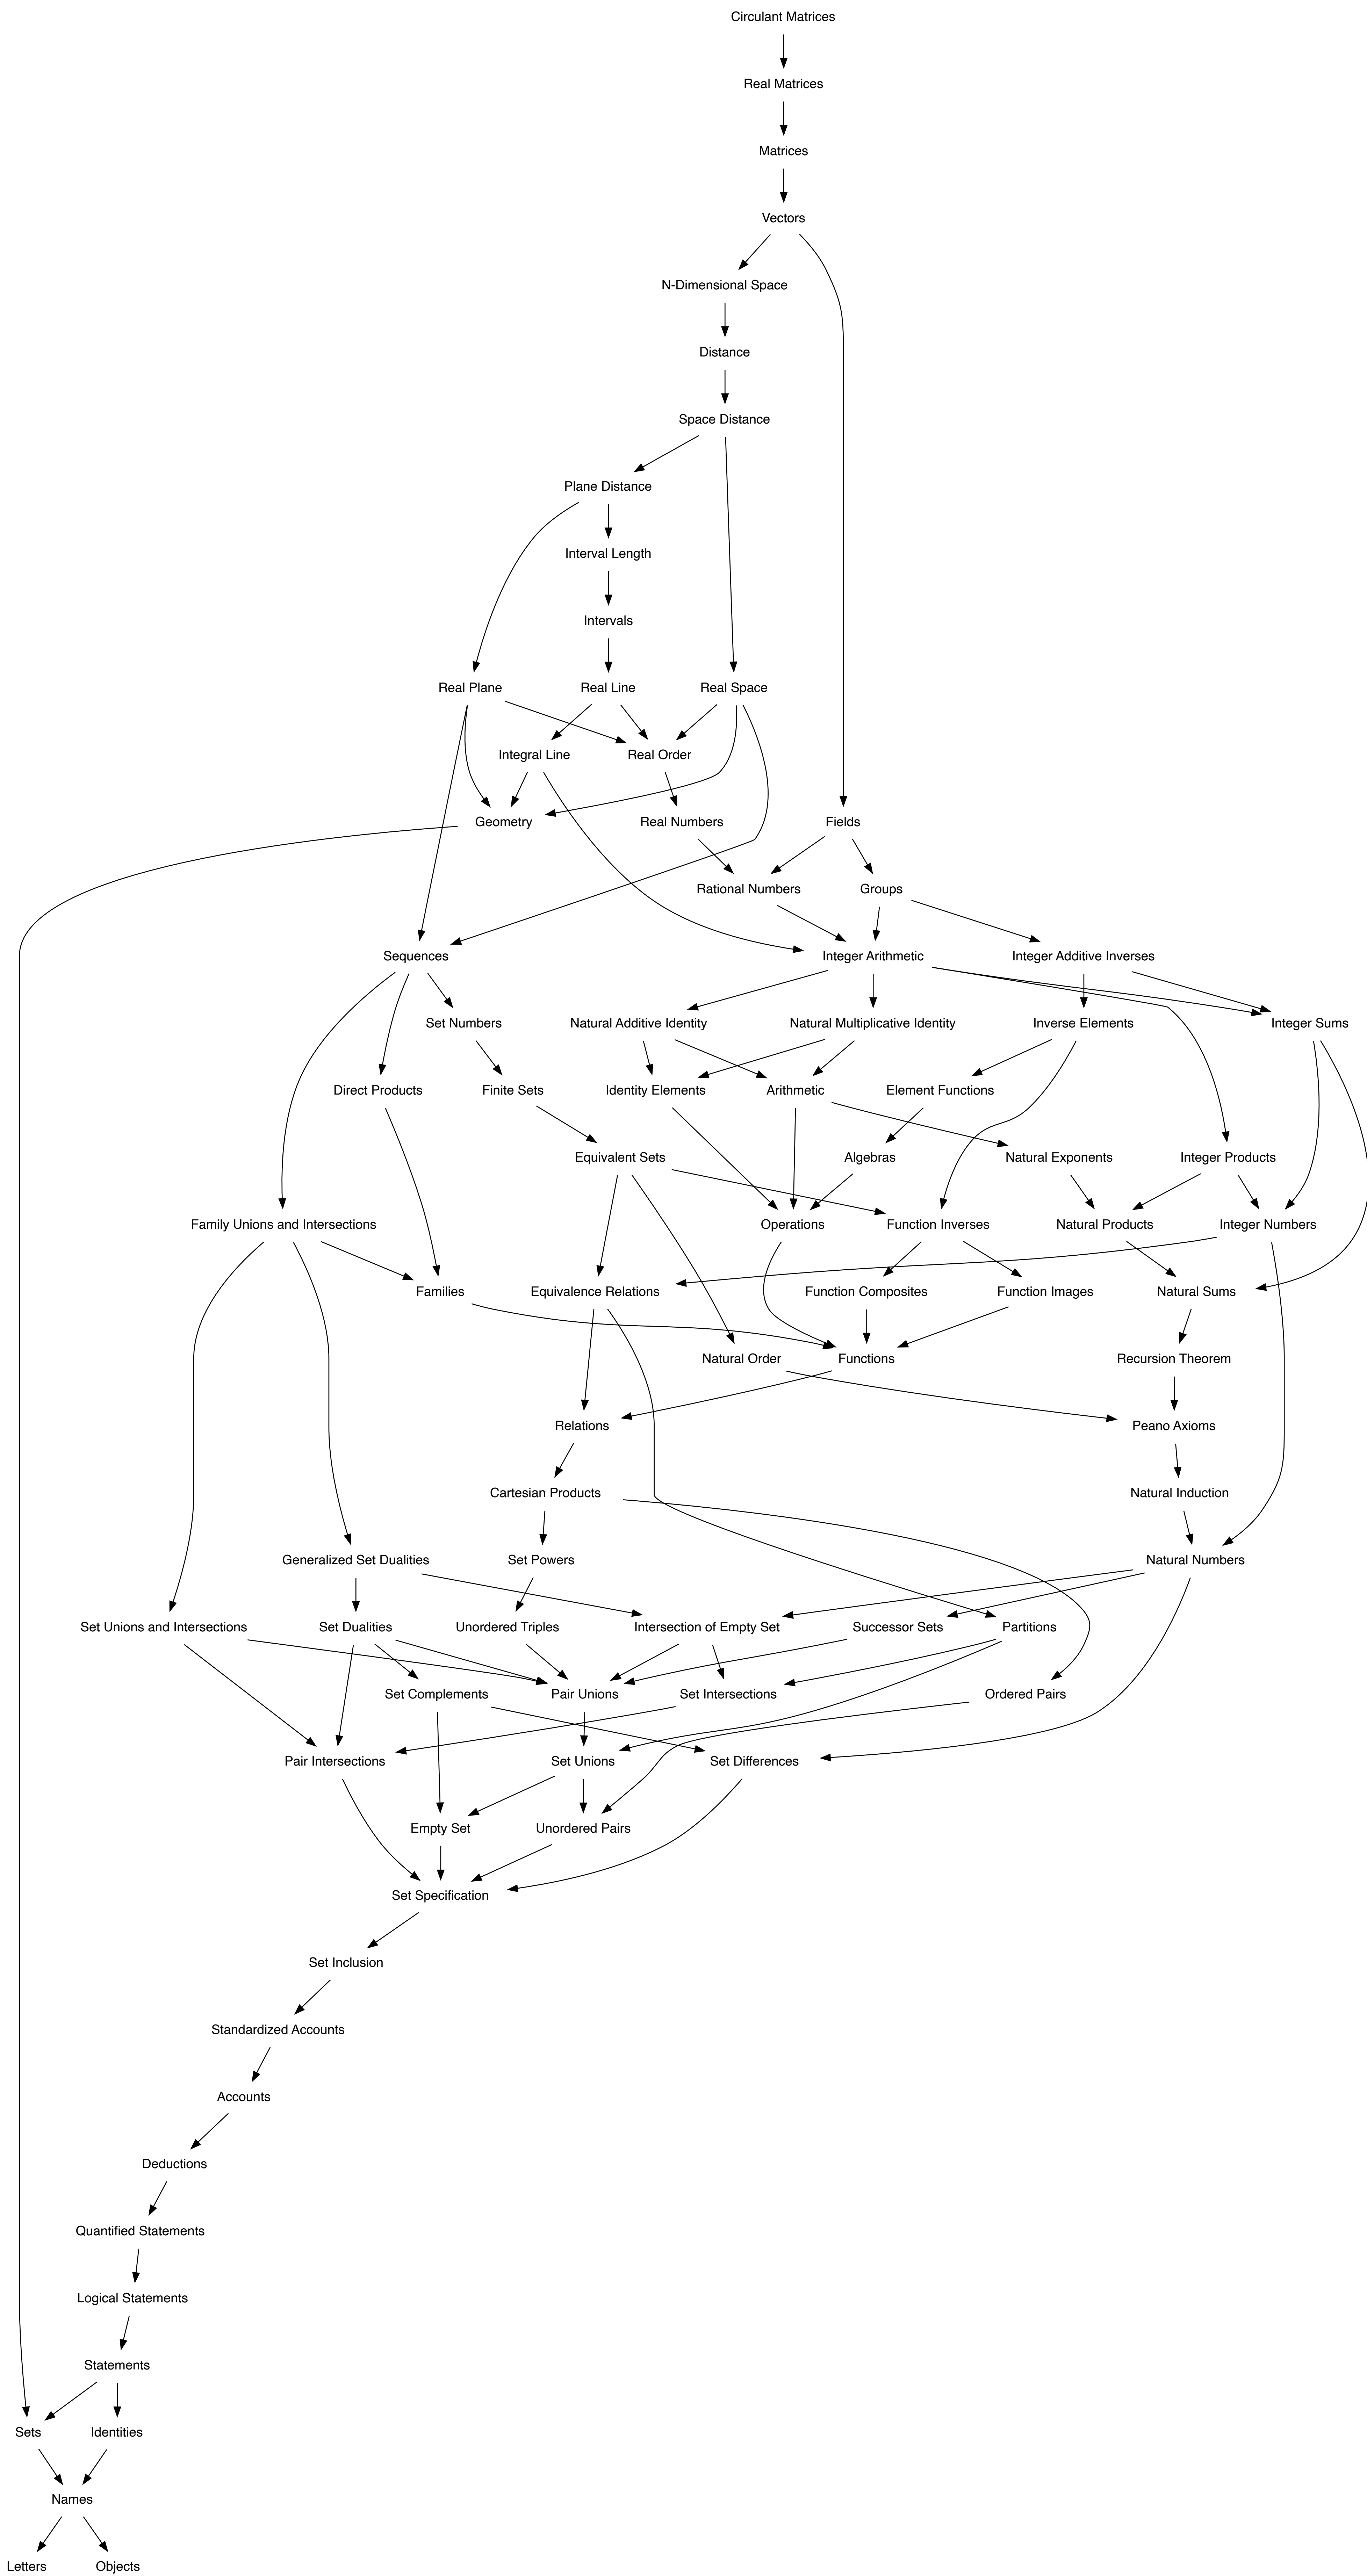 Circulant Matrices
Real Matrices
Matrices
Vectors
N-Dimensional Space
Distance
Space Distance
Plane Distance
Interval Length
Intervals
Real Plane
Real Line
Real Space
Integral Line
Real Order
Geometry
Real Numbers
Fields
Rational Numbers
Groups
Sequences
Integer Arithmetic
Integer Additive Inverses
Set Numbers
Natural Additive Identity
Natural Multiplicative Identity
Inverse Elements
Integer Sums
Direct Products
Finite Sets
Identity Elements
Arithmetic
Element Functions
Equivalent Sets
Algebras
Natural Exponents
Integer Products
Family Unions and Intersections
Operations
Function Inverses
Natural Products
Integer Numbers
Families
Equivalence Relations
Function Composites
Function Images
Natural Sums
Natural Order
Functions
Recursion Theorem
Relations
Peano Axioms
Cartesian Products
Natural Induction
Generalized Set Dualities
Set Powers
Natural Numbers
Set Unions and Intersections
Set Dualities
Unordered Triples
Intersection of Empty Set
Successor Sets
Partitions
Set Complements
Pair Unions
Set Intersections
Ordered Pairs
Pair Intersections
Set Unions
Set Differences
Empty Set
Unordered Pairs
Set Specification
Set Inclusion
Standardized Accounts
Accounts
Deductions
Quantified Statements
Logical Statements
Statements
Sets
Identities
Names
Letters
Objects